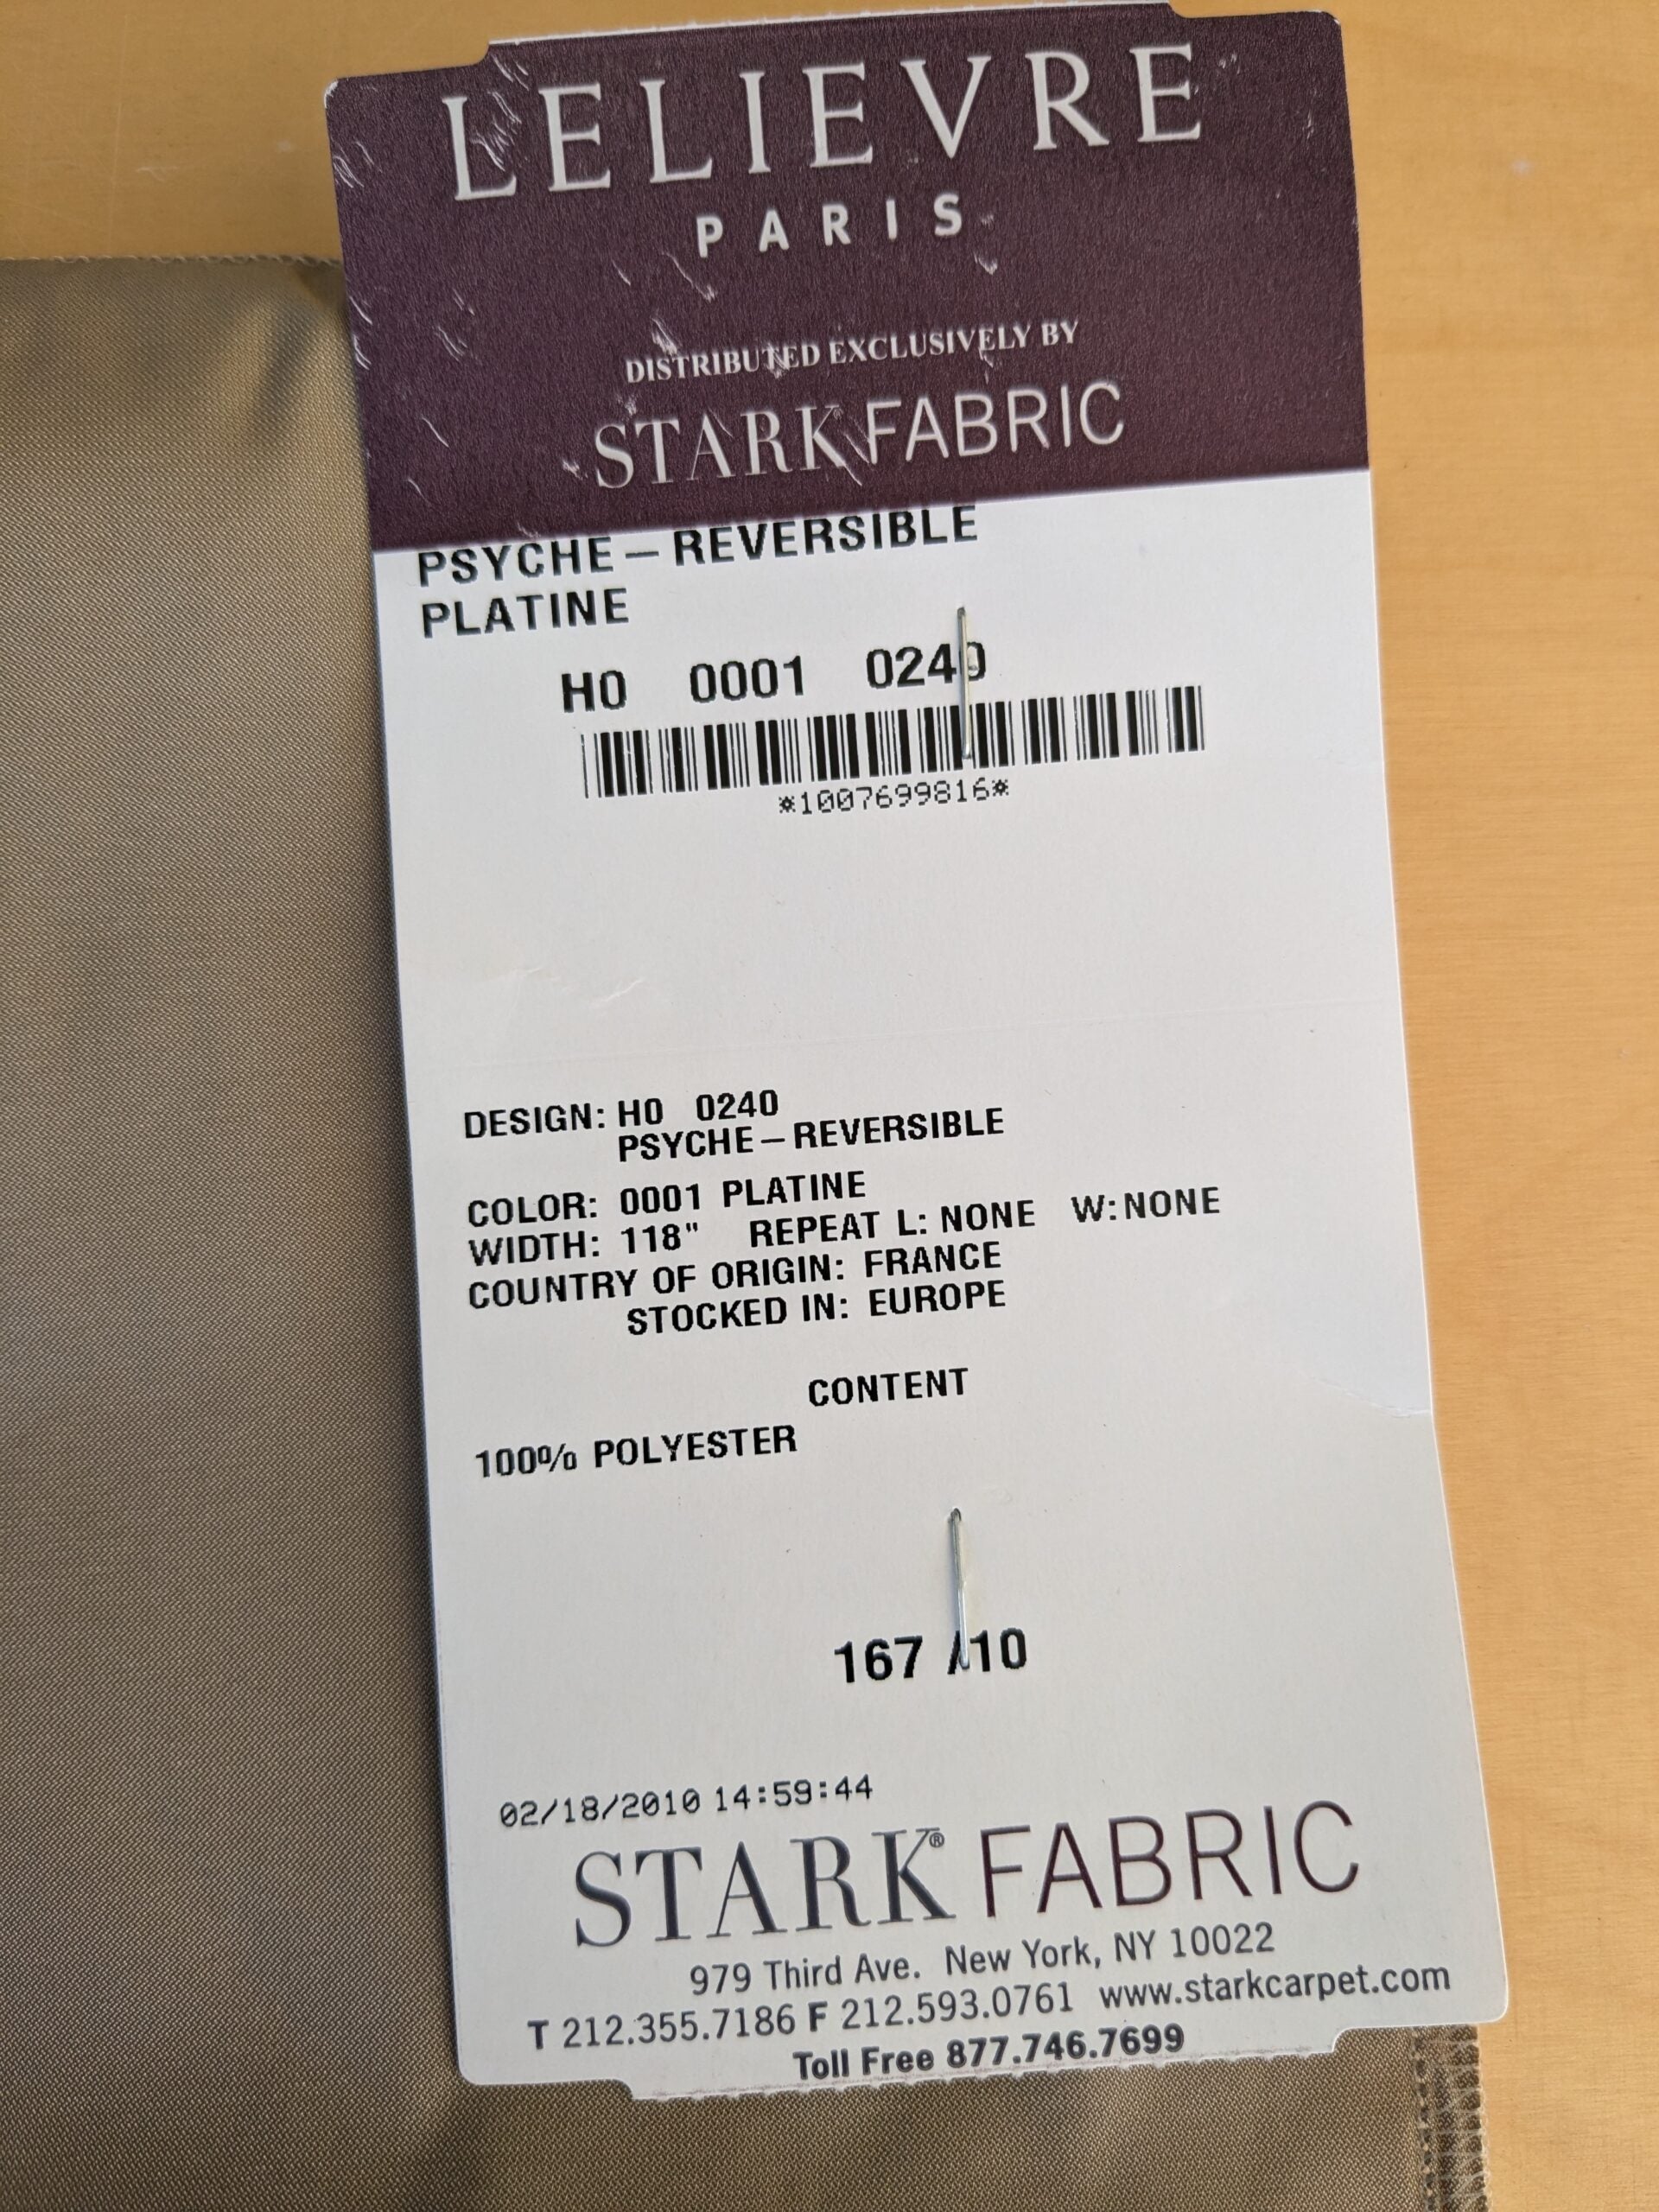 LELIEVRE
PARIS
DISTRIBUTED EXCLUSIVELY BY
STARK FABRIC
PSYCHE – REVERSIBLE
PLATINE
H0 0001 0240
*1007699816*
DESIGN: H0 0240
PSYCHE – REVERSIBLE
COLOR: 0001 PLATINE
WIDTH: 118" REPEAT L: NONE W: NONE
COUNTRY OF ORIGIN: FRANCE
STOCKED IN: EUROPE
CONTENT
100% POLYESTER
167 /10
02/18/2010 14:59:44
STARK® FABRIC
979 Third Ave. New York, NY 10022
T 212.355.7186 F 212.593.0761 www.starkcarpet.com
Toll Free 877.746.7699